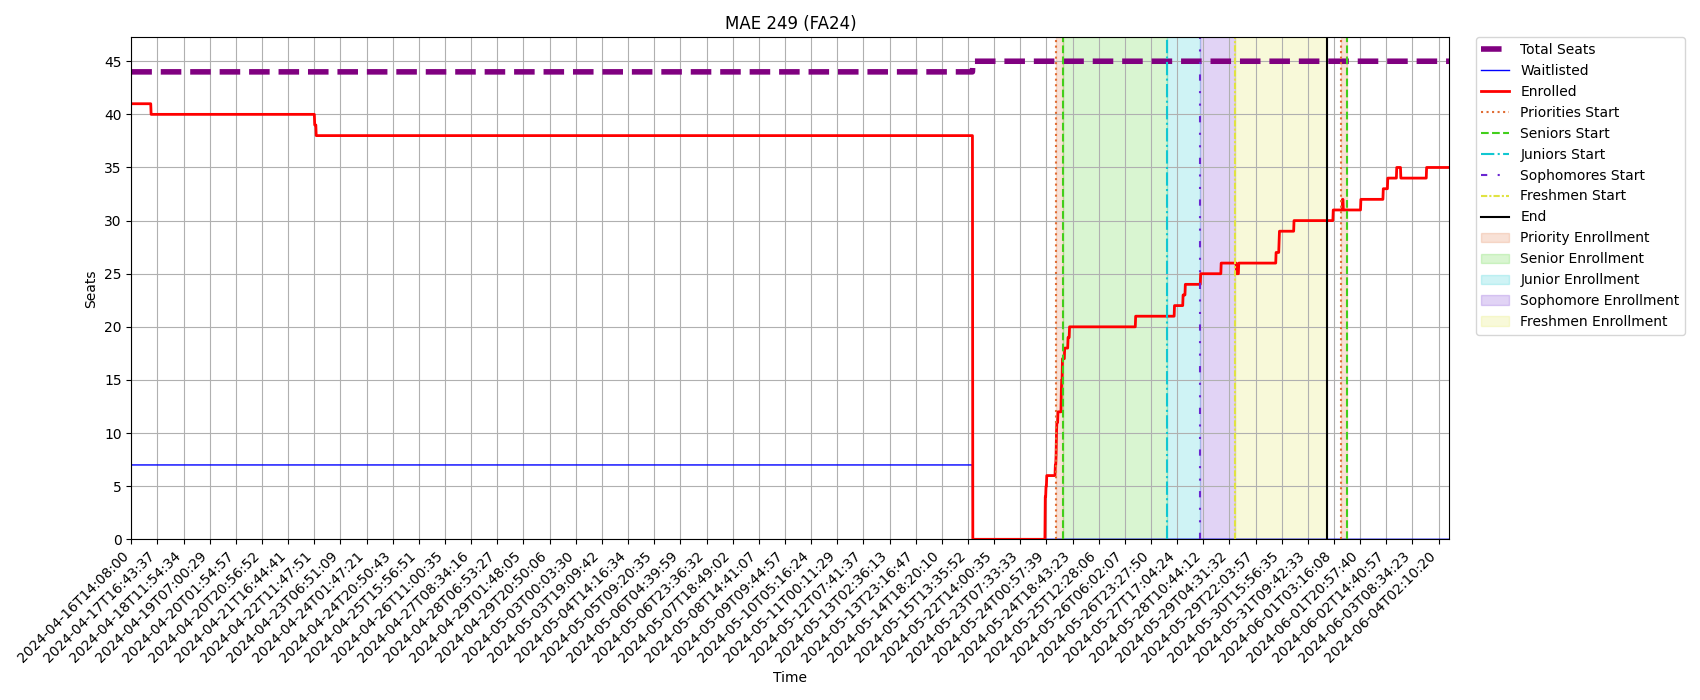 MAE 249 (FA24)
Seats
45
40
35
30
25
20
15
10
5
0
2024-04-16T14:08:00
2024-04-17T16:43:37
2024-04-18T11:54:34
2024-04-19T07:00:29
2024-04-20T01:54:57
2024-04-20T20:56:52
2024-04-21T16:44:41
2024-04-22T11:47:51
2024-04-23T06:51:09
2024-04-24T01:47:21
2024-04-24T20:50:43
2024-04-25T15:56:51
2024-04-26T11:00:35
2024-04-27T08:34:16
2024-04-28T06:53:27
2024-04-29T01:48:05
2024-04-29T20:50:06
2024-05-03T00:03:30
2024-05-03T19:09:42
2024-05-04T14:16:34
2024-05-05T09:20:35
2024-05-06T04:39:59
2024-05-06T23:36:32
2024-05-07T18:49:02
2024-05-08T14:41:07
2024-05-09T09:44:57
2024-05-10T05:16:24
2024-05-11T00:11:29
2024-05-12T07:41:37
2024-05-13T02:36:13
2024-05-13T23:16:47
2024-05-14T18:20:10
2024-05-15T13:35:52
2024-05-22T14:00:35
2024-05-23T07:33:33
2024-05-24T00:57:39
2024-05-24T18:43:23
2024-05-25T12:28:06
2024-05-26T06:02:07
2024-05-26T23:27:50
2024-05-27T17:04:24
2024-05-28T10:44:12
2024-05-29T04:31:32
2024-05-29T22:03:57
2024-05-30T15:56:35
2024-05-31T09:42:33
2024-06-01T03:16:08
2024-06-01T20:57:40
2024-06-02T14:40:57
2024-06-03T08:34:23
2024-06-04T02:10:20
Time
Total Seats
Waitlisted
Enrolled
Priorities Start
Seniors Start
Juniors Start
Sophomores Start
Freshmen Start
End
Priority Enrollment
Senior Enrollment
Junior Enrollment
Sophomore Enrollment
Freshmen Enrollment